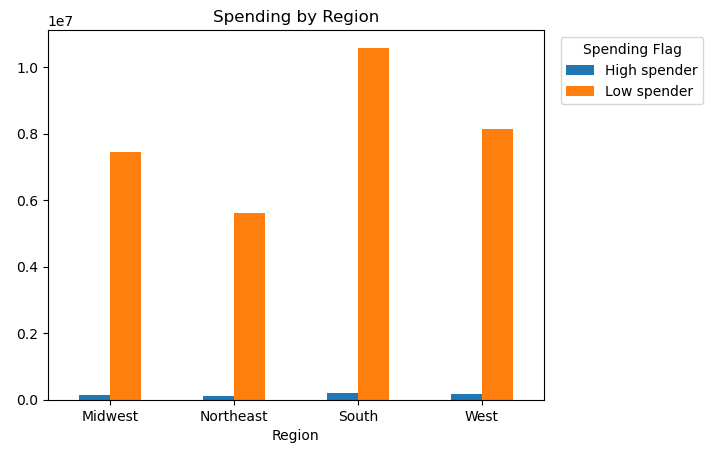 Spending by Region
1e7
1.0
0.8
0.6
0.4
0.2
0.0
Midwest Northeast South West
Region
Spending Flag
High spender
Low spender